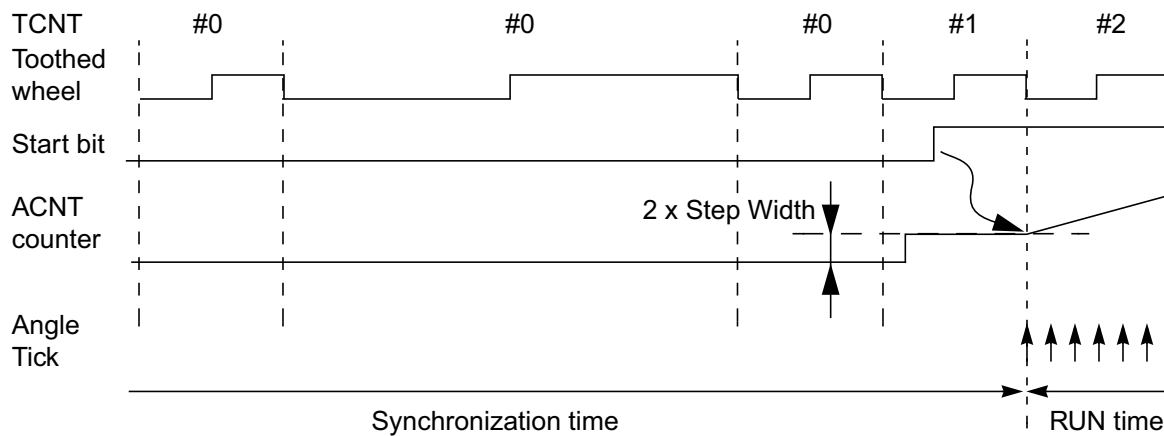 TCNT #0 #0 #0 #1 #2
Toothed
wheel
Start bit
2 x Step Width
ACNT
counter
Angle
Tick
Synchronization time RUN time